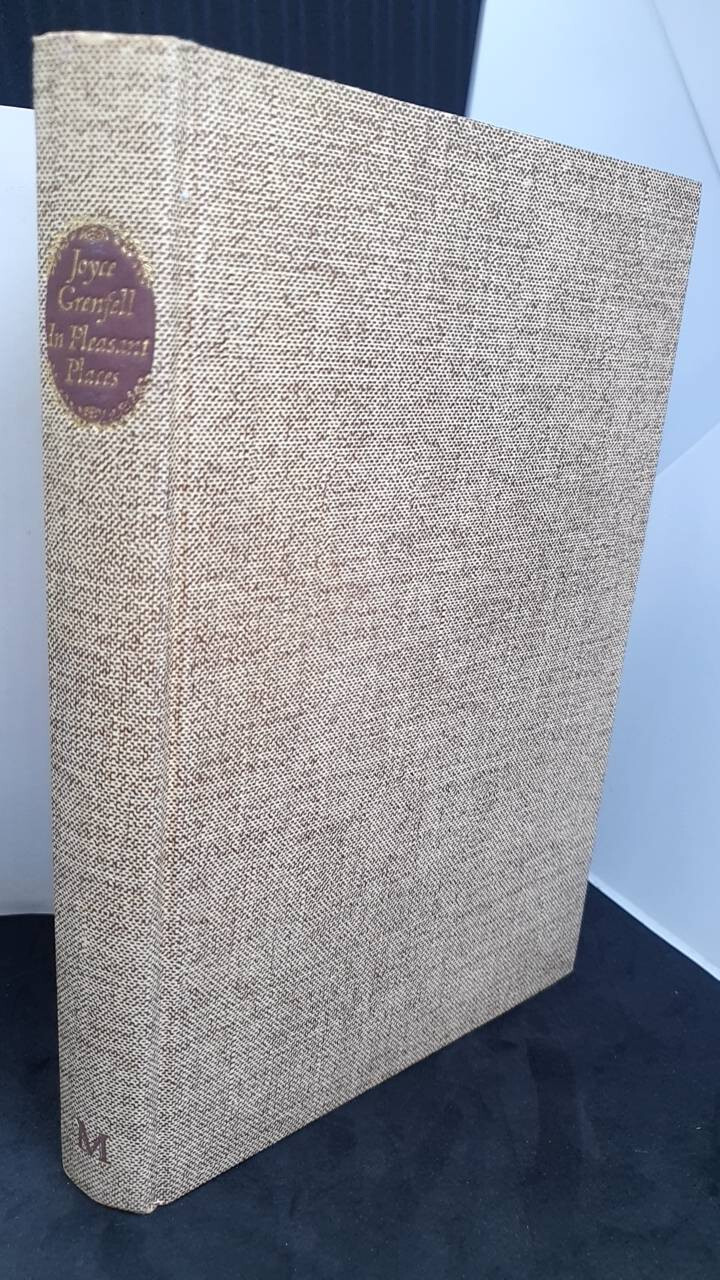 Joyce
Grenfell
In Pleasant
Places
M